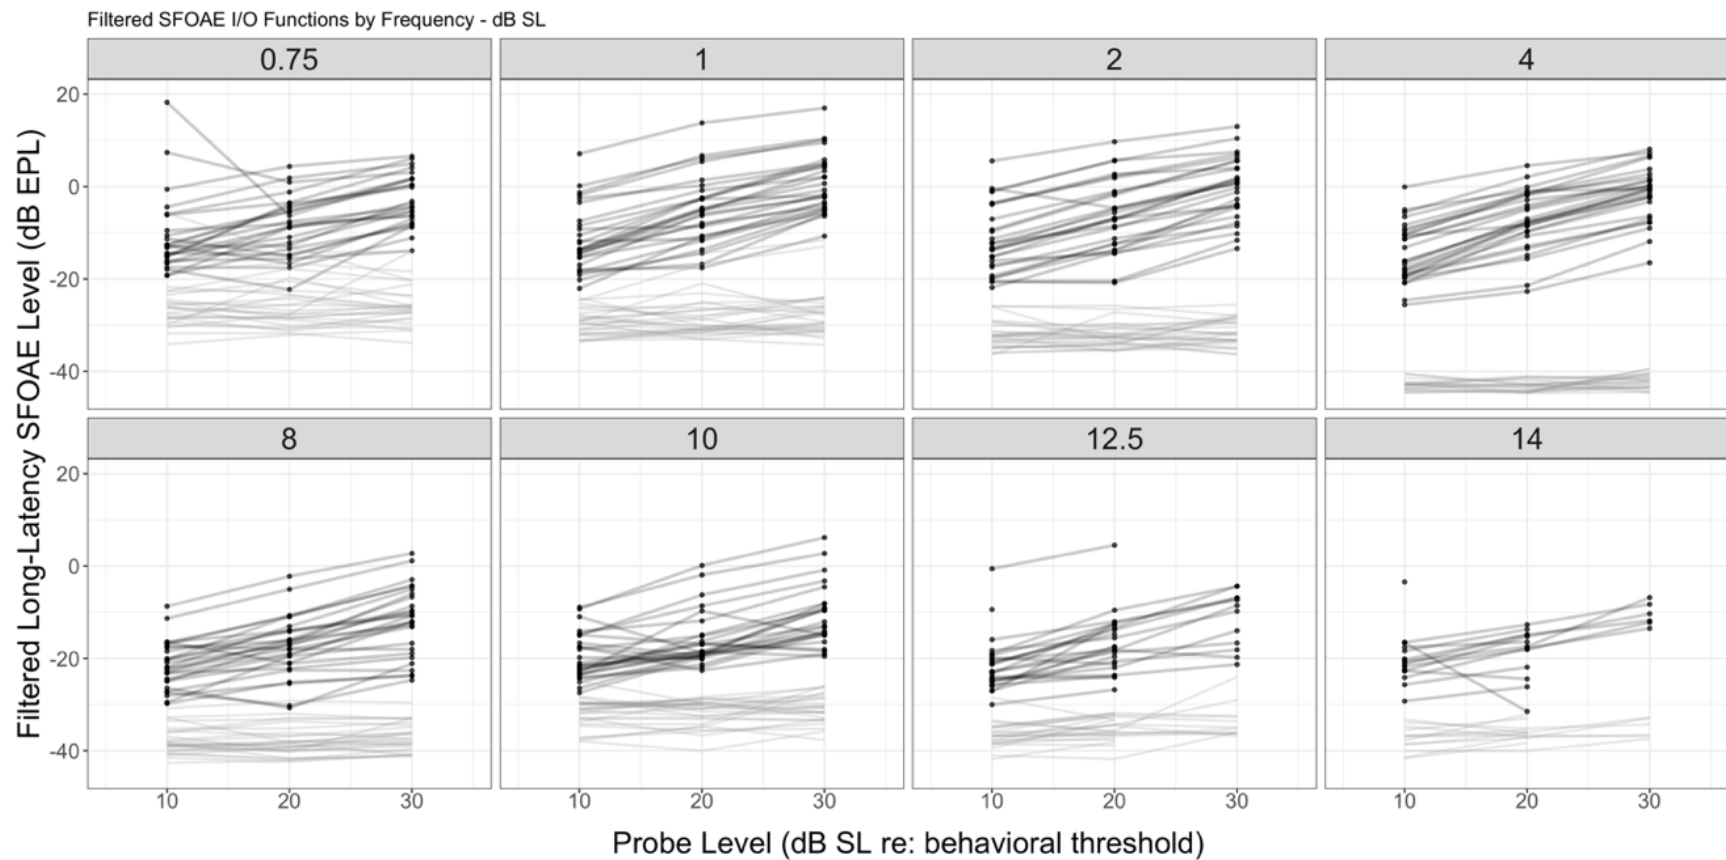 Filtered SFOAE I/O Functions by Frequency - dB SL
0.75 1 2 4
20
0
-20
-40
8 10 12.5 14
20
0
-20
-40
10 20 30 10 20 30 10 20 30 10 20 30
Filtered Long-Latency SFOAE Level (dB EPL)
Probe Level (dB SL re: behavioral threshold)